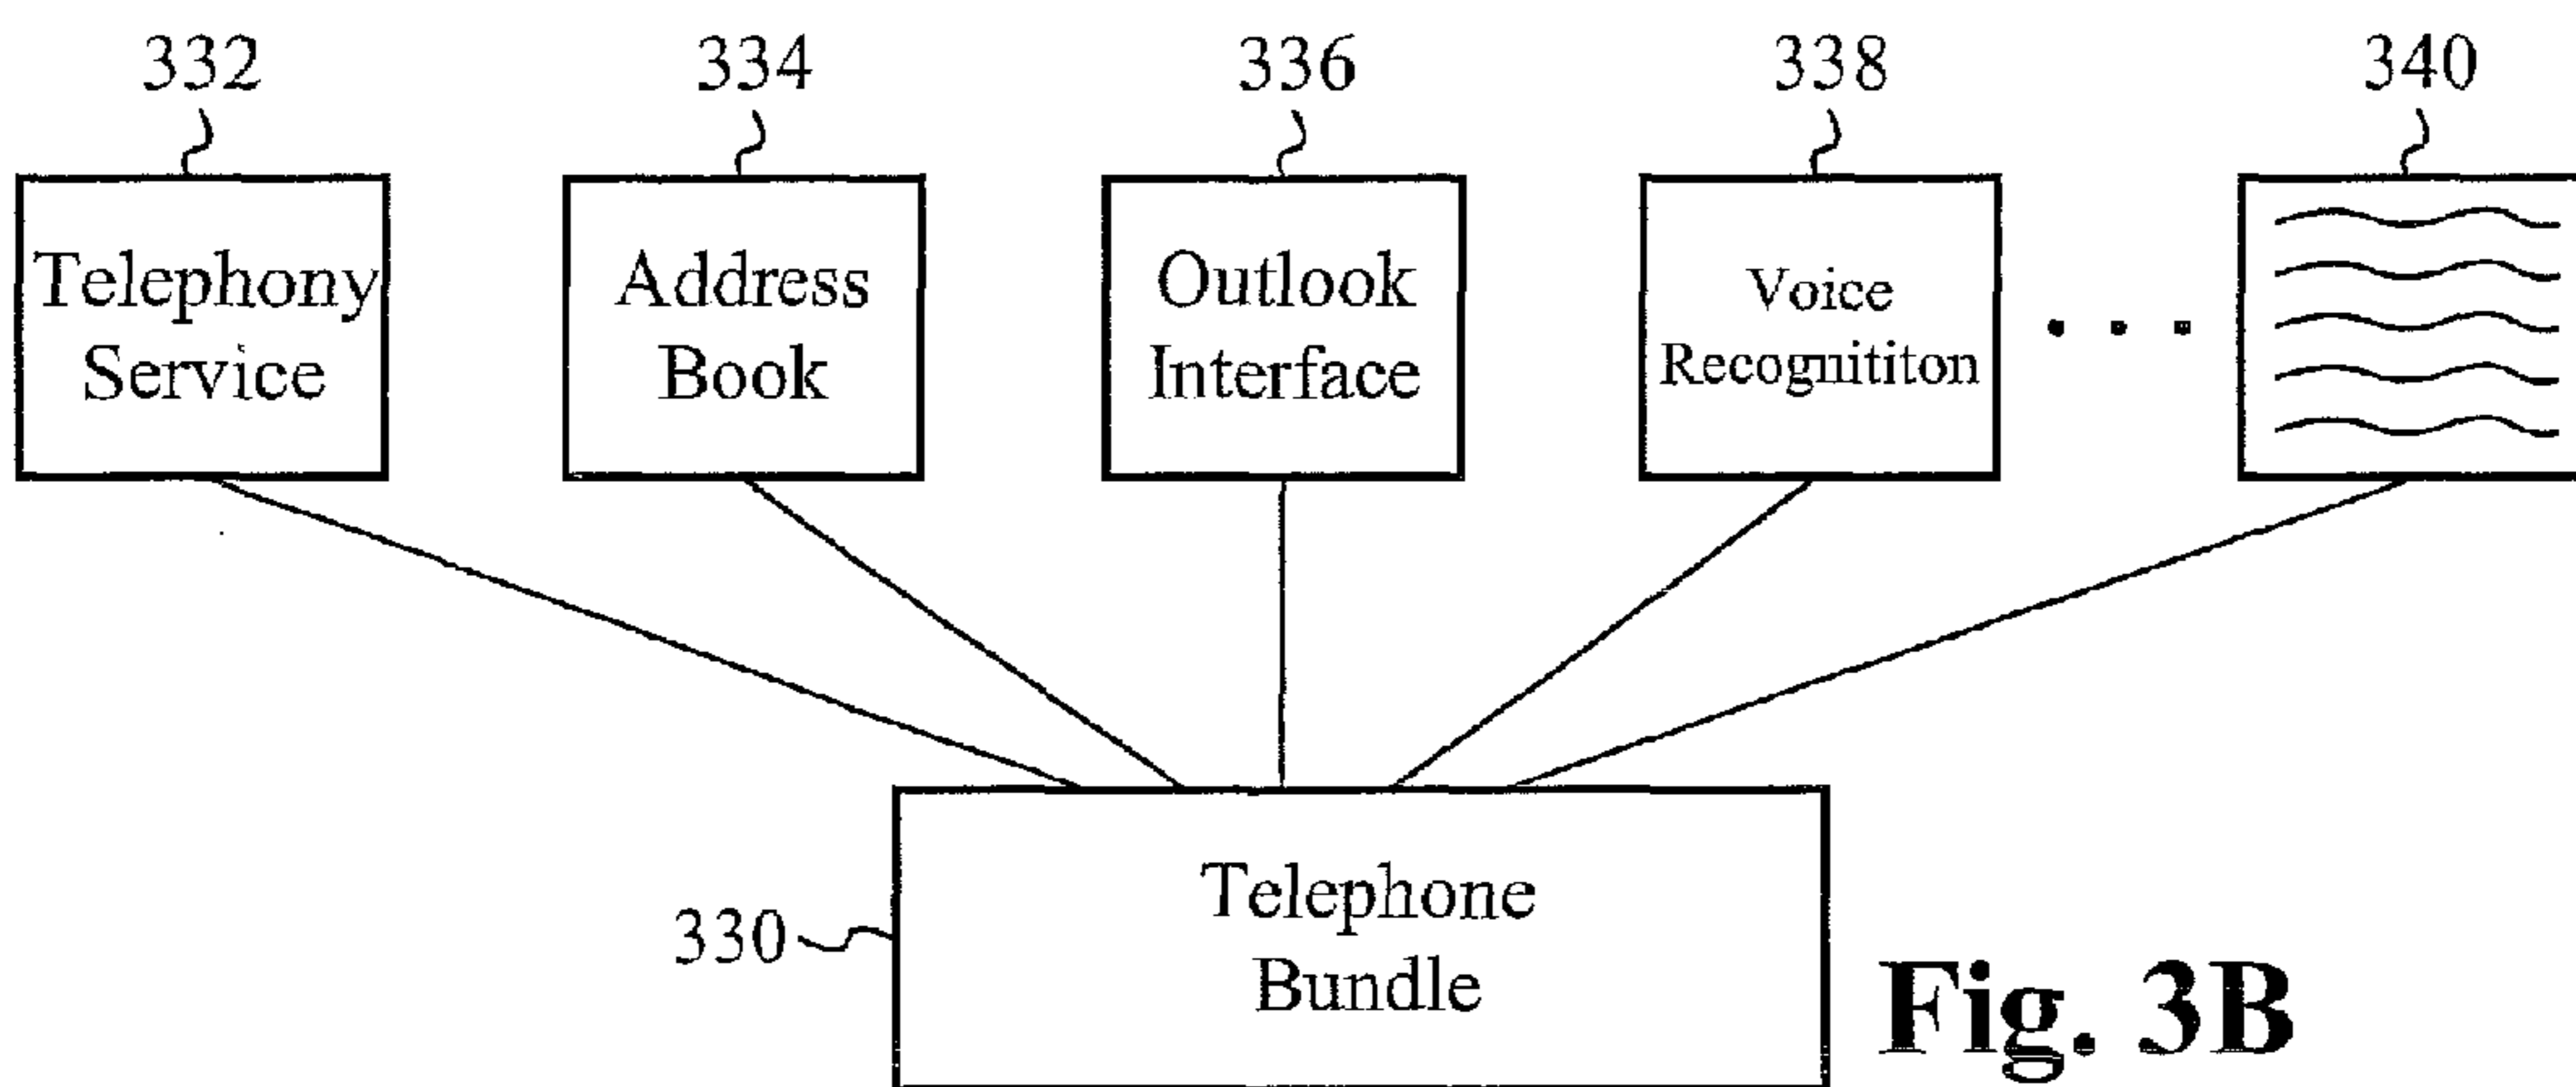 332
334
336
338
340
Telephony
Service
Address
Book
Outlook
Interface
Voice
Recognititon
330
Telephone
Bundle
Fig. 3B